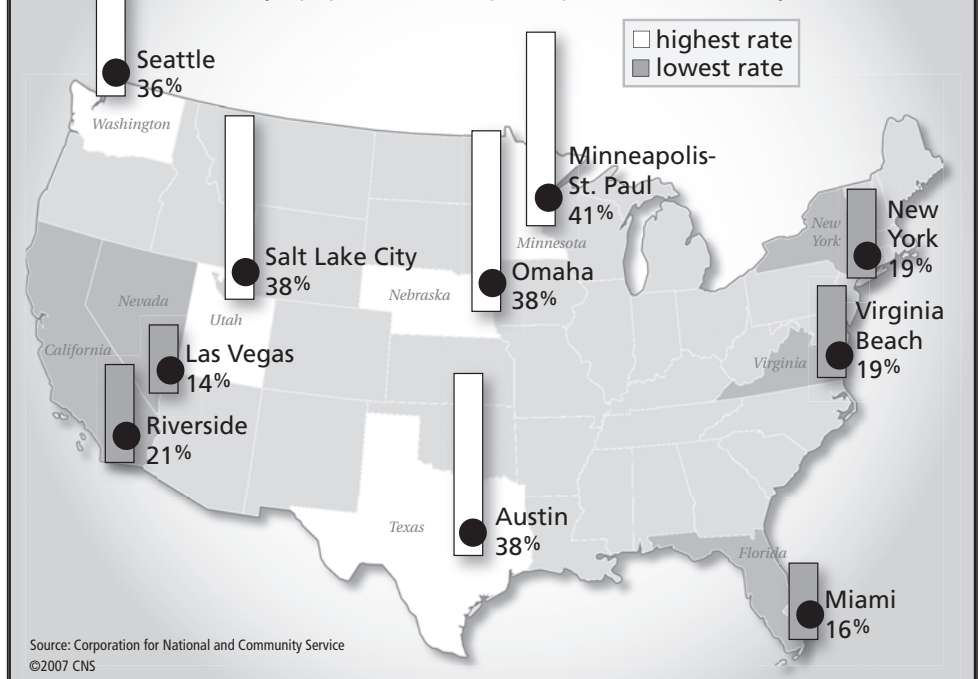 highest rate
lowest rate
Seattle
36%
Washington
Minneapolis-
St. Paul
41%
Minnesota
New
York
New
York
19%
Salt Lake City
38%
Omaha
38%
Nebraska
Nevada
Utah
Virginia
Beach
19%
Virginia
California
Las Vegas
14%
Riverside
21%
Texas
Austin
38%
Florida
Miami
16%
Source: Corporation for National and Community Service
©2007 CNS